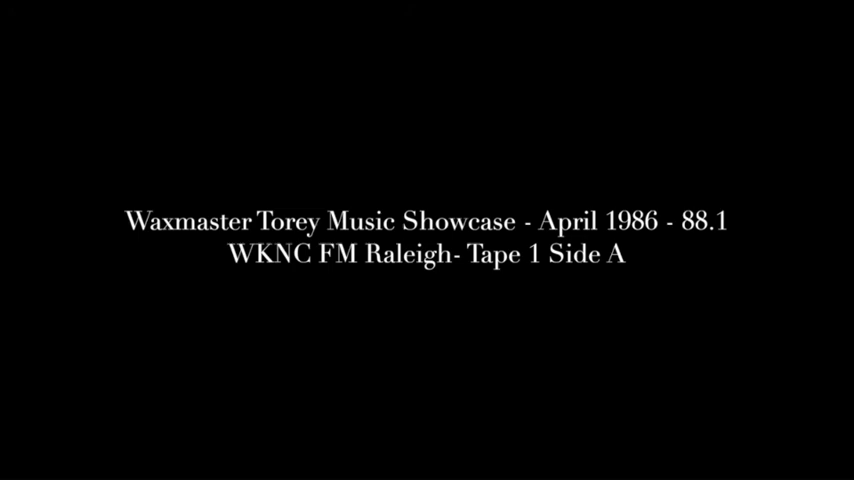 Waxmaster Torey Music Showcase - April 1986 - 88.1
WKNC FM Raleigh- Tape 1 Side A